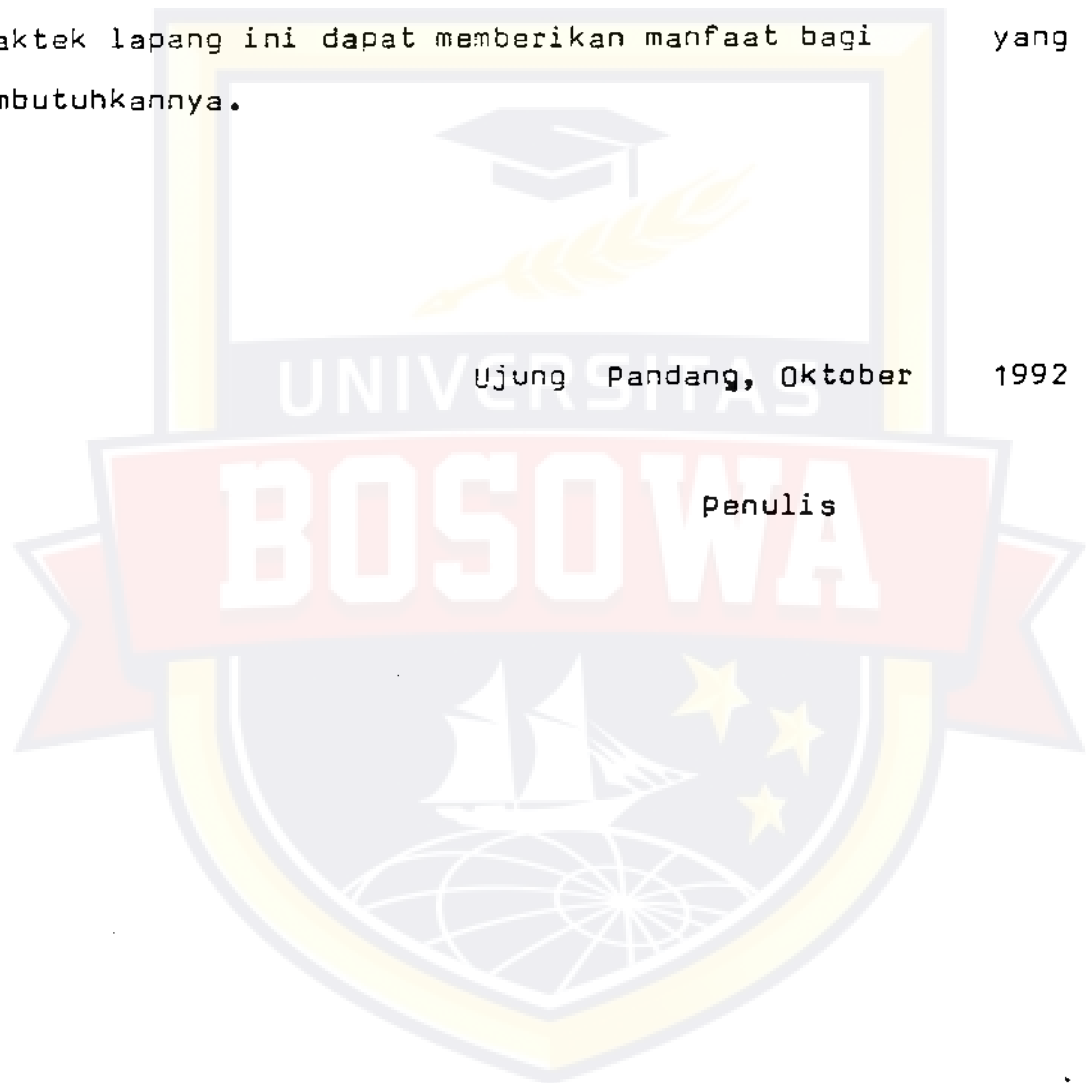 aktek lapang ini dapat memberikan manfaat bagi yang
mbutuhkannya.
UNIVERSITAS
Ujung Pandang, Oktober 1992
BOSOWA
Penulis